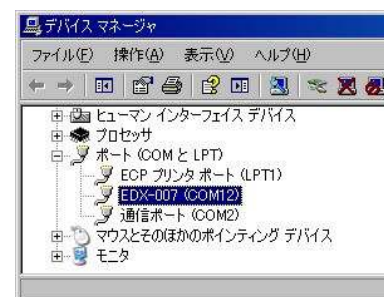 デバイス マネージャ
ファイル(F) 操作(A) 表示(V) ヘルプ(H)
ヒューマン インターフェイス デバイス
プロセッサ
ポート (COM と LPT)
ECP プリンタ ポート (LPT1)
EDX-007 (COM12)
通信ポート (COM2)
マウスとそのほかのポインティング デバイス
モニタ